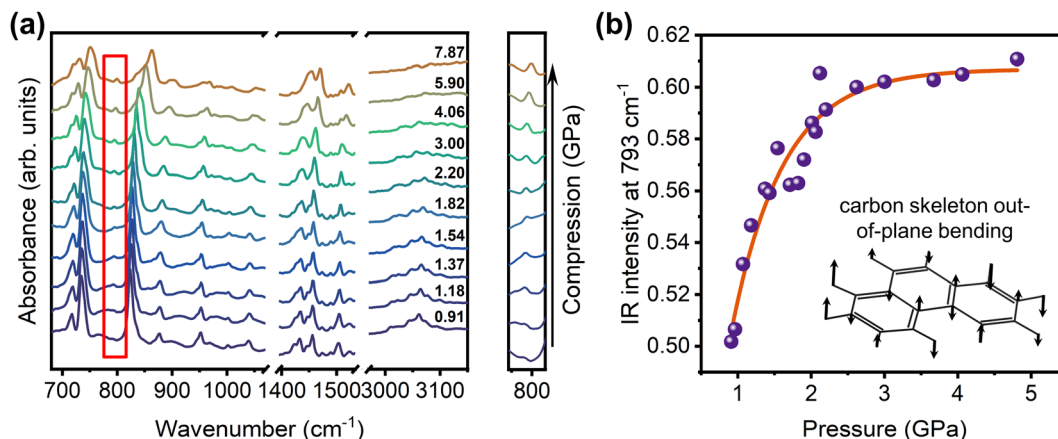 (a)
Absorbance (arb. units)
7.87
5.90
4.06
3.00
2.20
1.82
1.54
1.37
1.18
0.91
700 800 900 1000 1400 1500 3000 3100
Wavenumber (cm-1)
800
Compression (GPa)
(b)
IR intensity at 793 cm-1
0.62
0.60
0.58
0.56
0.54
0.52
0.50
carbon skeleton out-
of-plane bending
1 2 3 4 5
Pressure (GPa)